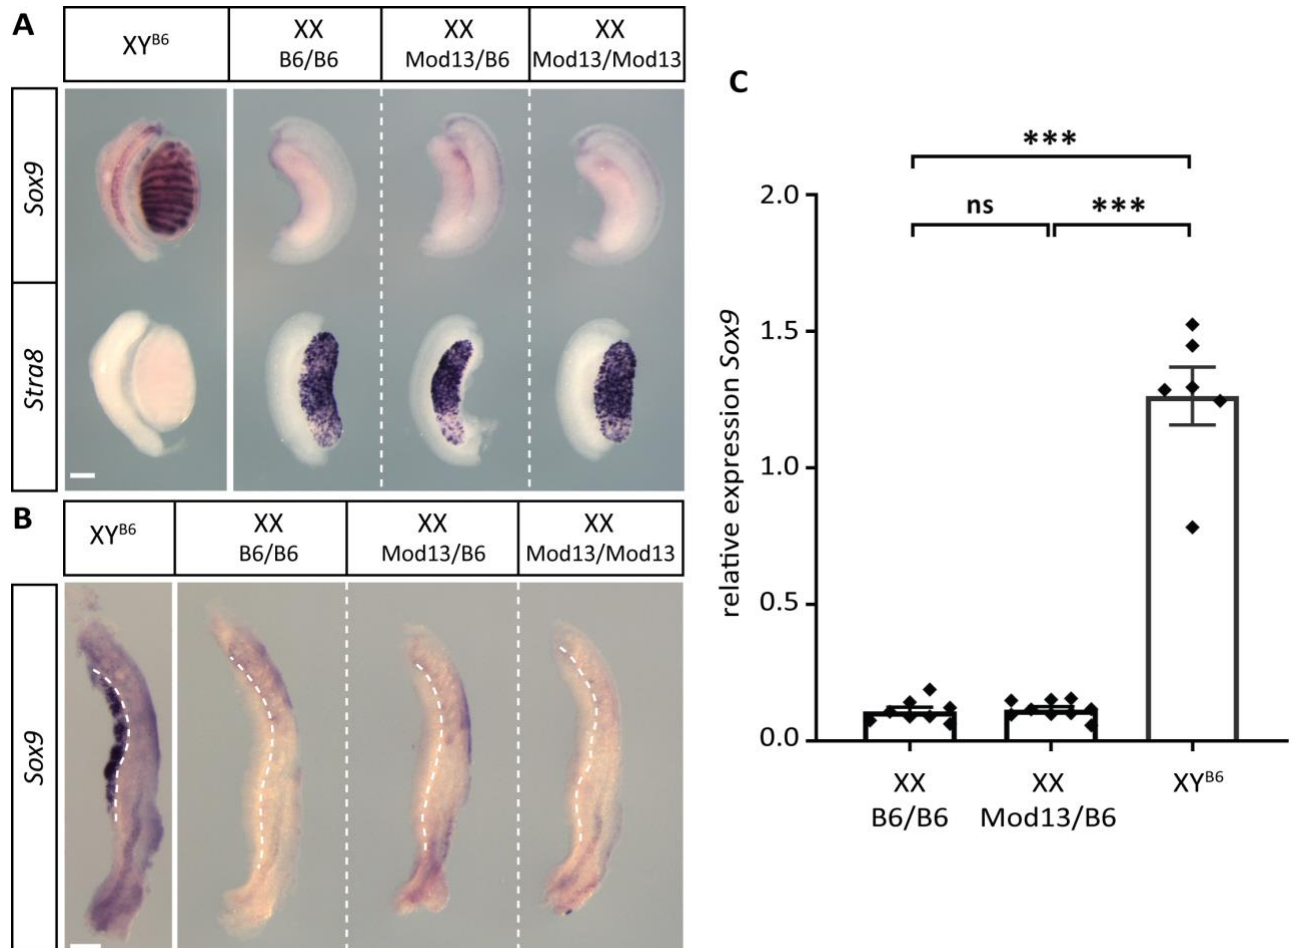 A
XY^B6
XX
B6/B6
XX
Mod13/B6
XX
Mod13/Mod13
Sox9
Stra8
B
XY^B6
XX
B6/B6
XX
Mod13/B6
XX
Mod13/Mod13
Sox9
C
***
ns
***
relative expression Sox9
2.0
1.5
1.0
0.5
0.0
XX
B6/B6
XX
Mod13/B6
XY^B6